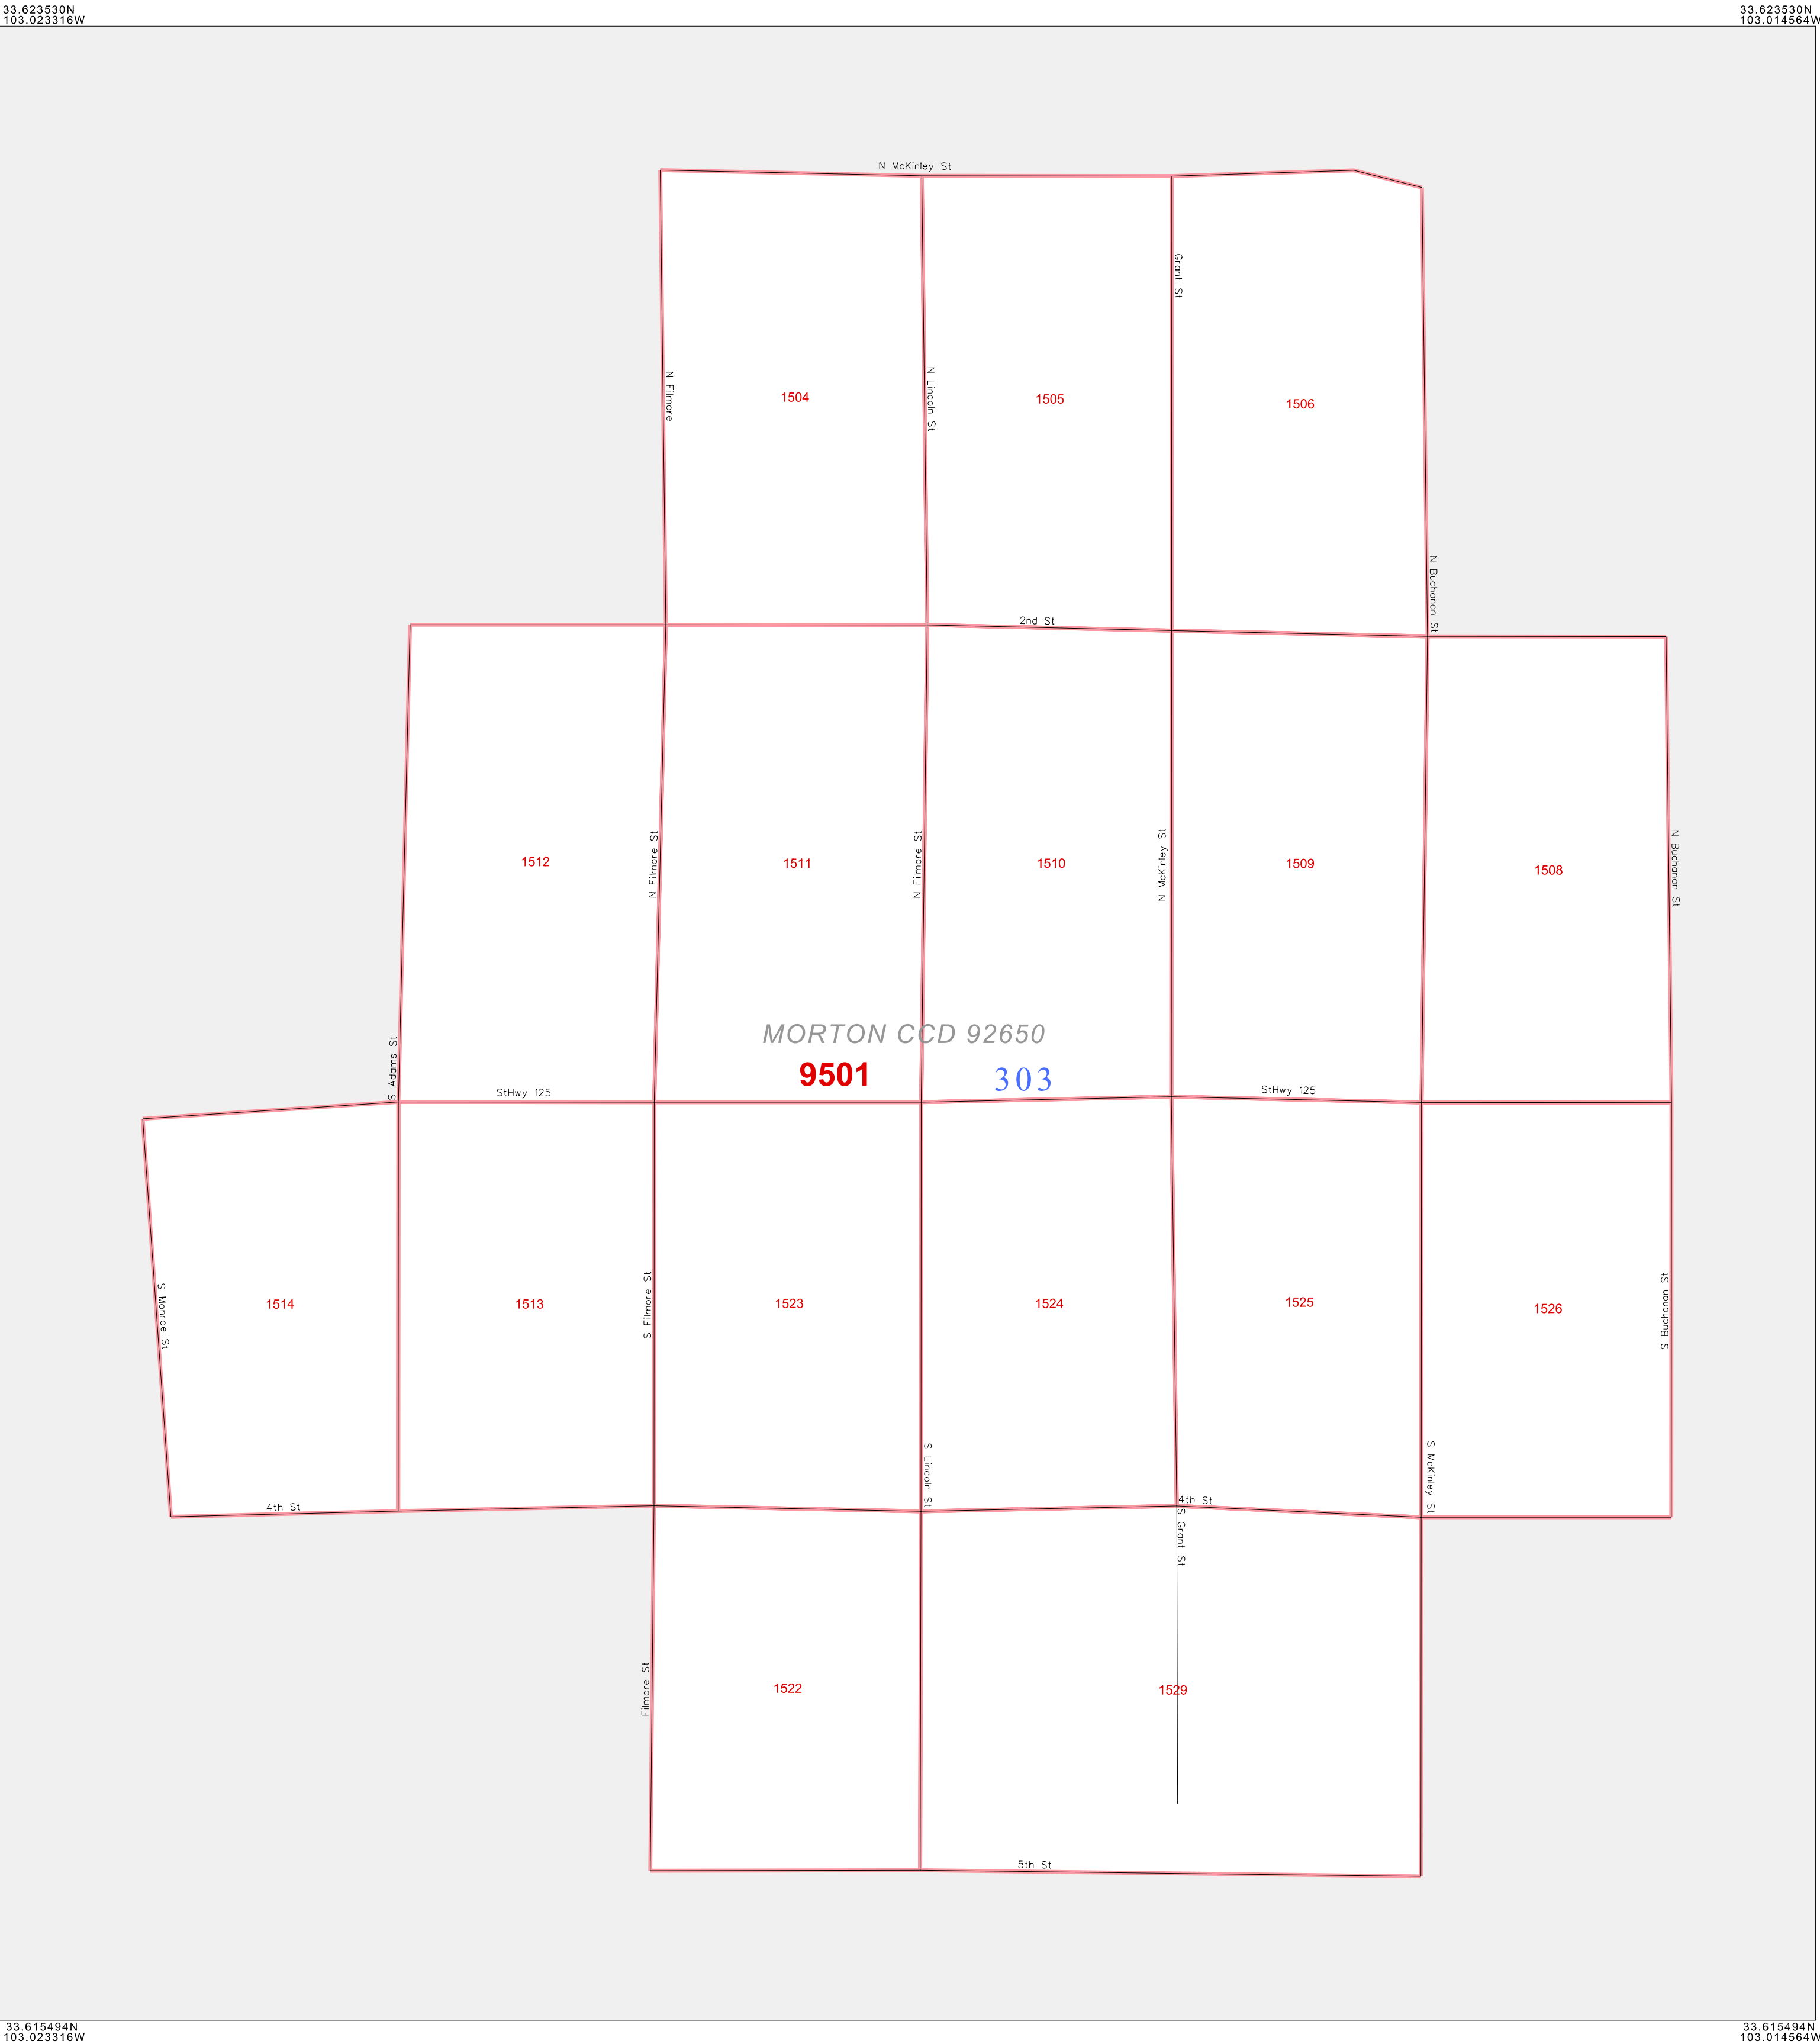 33.623530N
103.023316W
33.623530N
103.014564W
N McKinley St
Grant St
N Filmore
N Lincoln St
1504
1505
1506
N Buchanan St
2nd St
N Filmore St
N Filmore St
N McKinley St
N Buchanan St
1512
1511
1510
1509
1508
MORTON CCD 92650
9501
303
S Adams St
StHwy 125
StHwy 125
S Monroe St
S Filmore St
S Buchanan St
1514
1513
1523
1524
1525
1526
S Lincoln St
S McKinley St
4th St
4th St
S Grant St
Filmore St
1522
1529
5th St
33.615494N
103.023316W
33.615494N
103.014564W